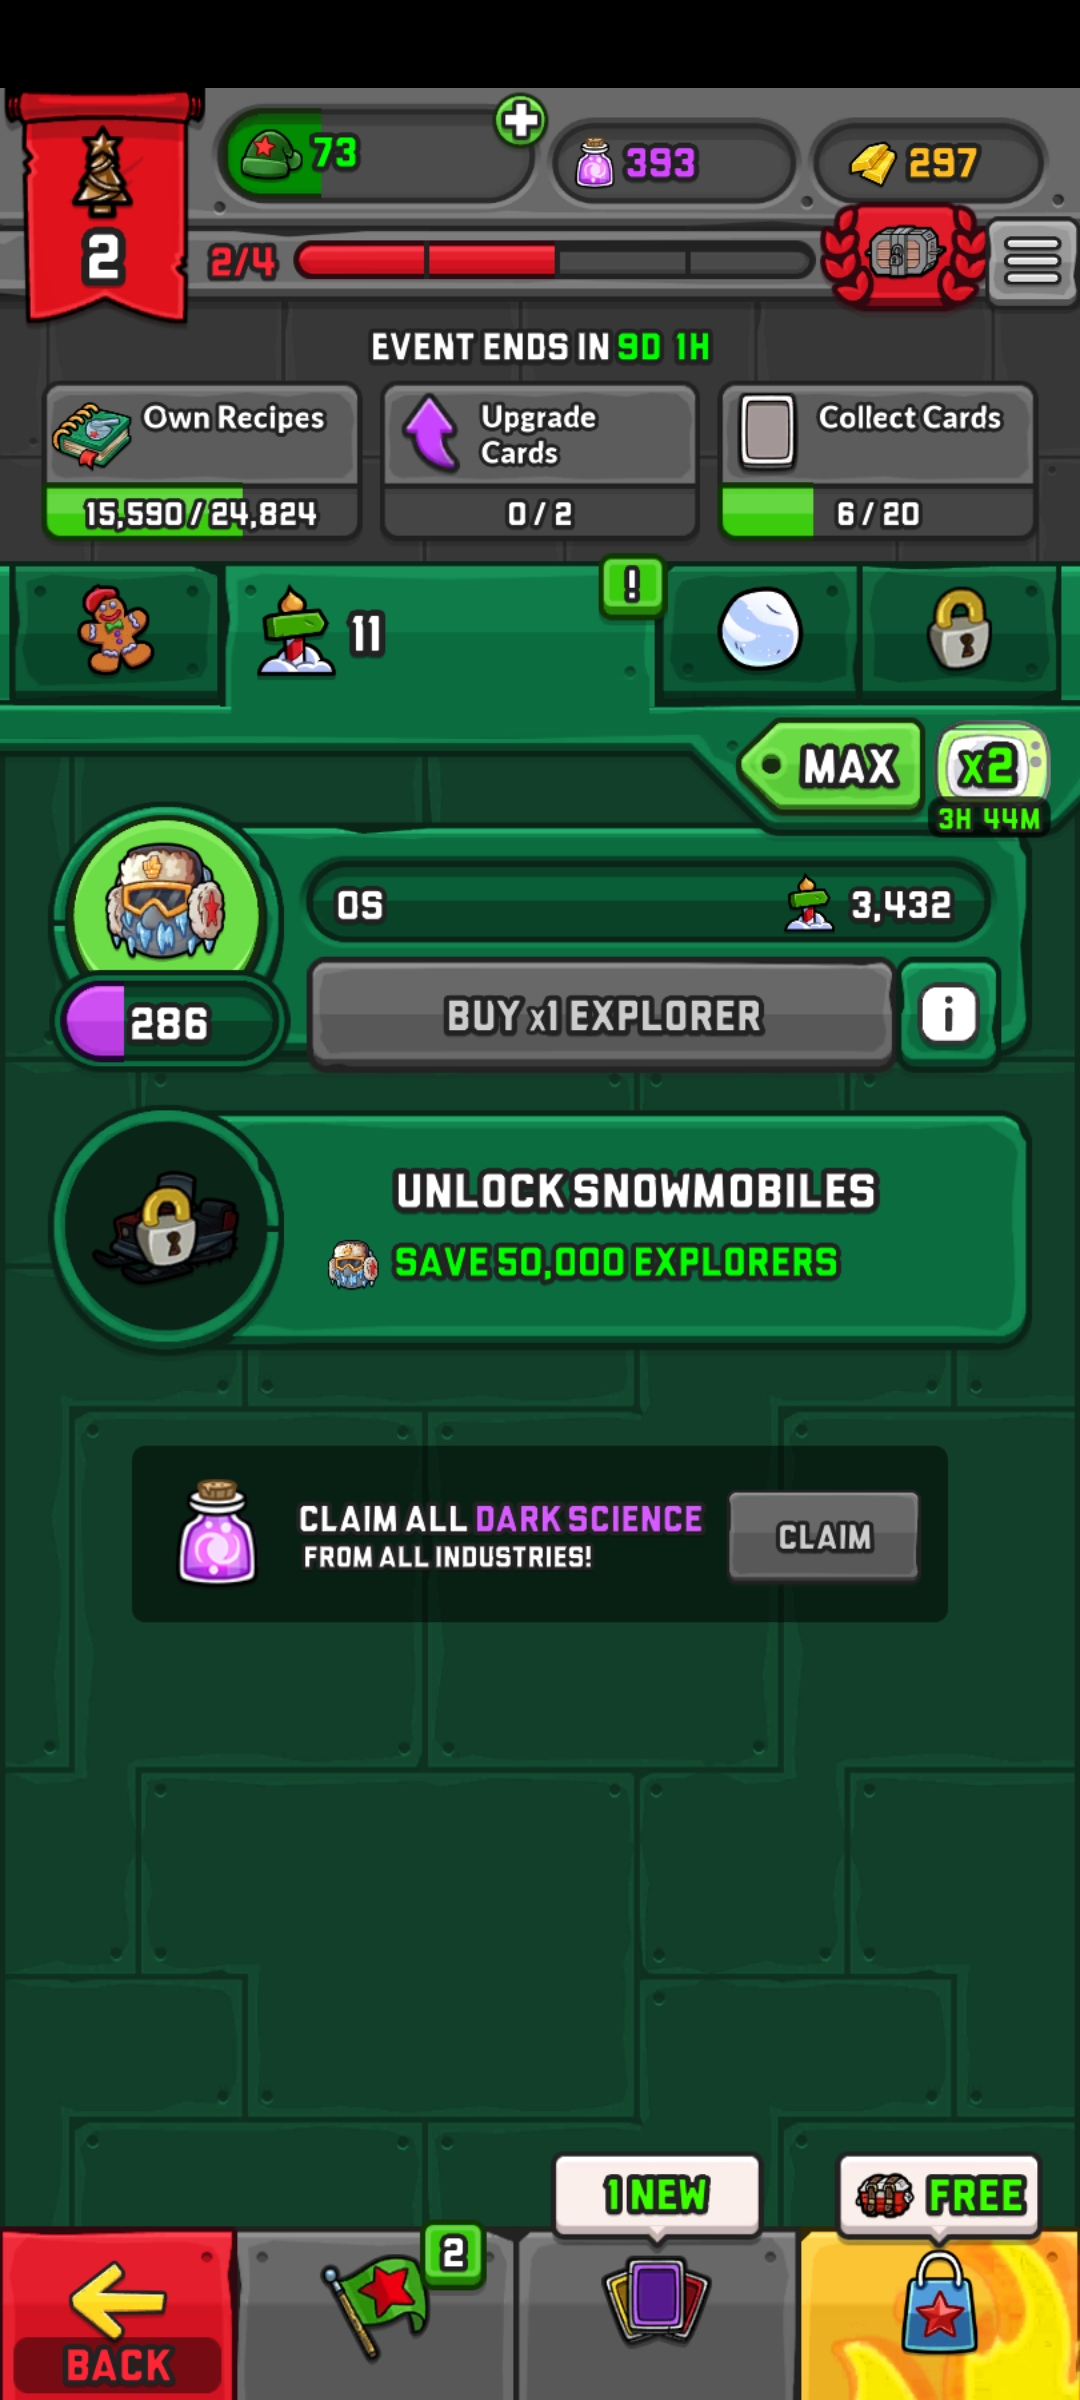 73
393
297
2
2/4
EVENT ENDS IN 9D 1H
Own Recipes
15,590/24,824
Upgrade
Cards
0/2
Collect Cards
6/20
11
!
MAX
x2
3H 44M
0S
3,432
286
BUY x1 EXPLORER
i
UNLOCK SNOWMOBILES
SAVE 50,000 EXPLORERS
CLAIM ALL DARK SCIENCE
FROM ALL INDUSTRIES!
CLAIM
1 NEW
FREE
2
BACK